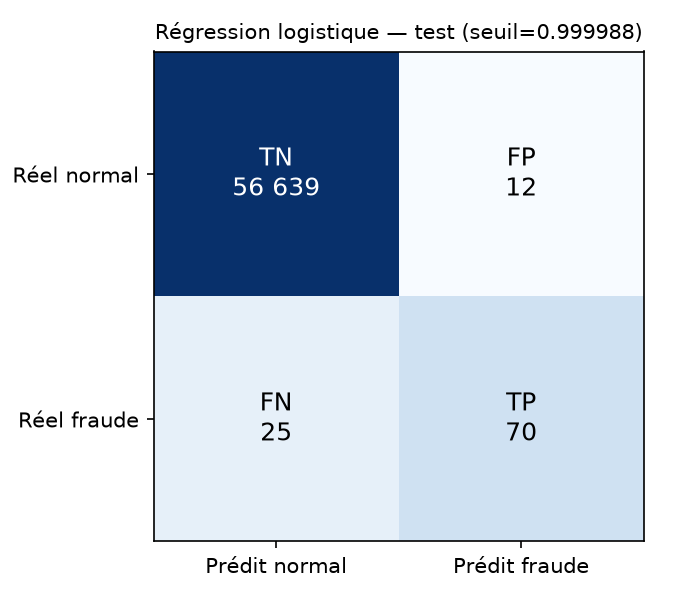 Régression logistique — test (seuil=0.999988)
Réel normal
TN
56 639
FP
12
Réel fraude
FN
25
TP
70
Prédit normal
Prédit fraude